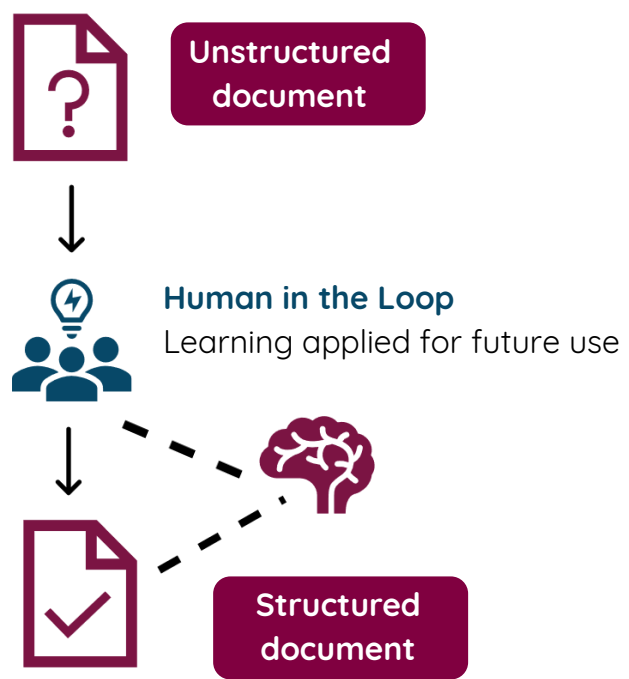 Unstructured
document
Human in the Loop
Learning applied for future use
Structured
document